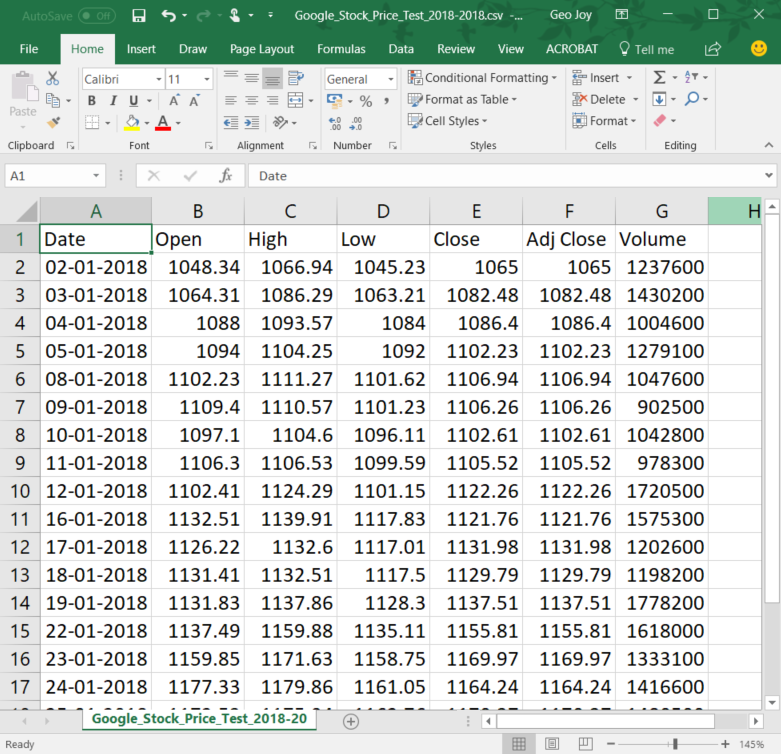 AutoSave Off Google_Stock_Price_Test_2018-2018.csv -... Geo Joy
File Home Insert Draw Page Layout Formulas Data Review View ACROBAT Tell me
Paste Calibri 11 General Conditional Formatting Insert
B I U A A % , Format as Table Delete
A Cell Styles Format
Clipboard Font Alignment Number Styles Cells Editing
A1 fx Date
A B C D E F G H
1 Date Open High Low Close Adj Close Volume
2 02-01-2018 1048.34 1066.94 1045.23 1065 1065 1237600
3 03-01-2018 1064.31 1086.29 1063.21 1082.48 1082.48 1430200
4 04-01-2018 1088 1093.57 1084 1086.4 1086.4 1004600
5 05-01-2018 1094 1104.25 1092 1102.23 1102.23 1279100
6 08-01-2018 1102.23 1111.27 1101.62 1106.94 1106.94 1047600
7 09-01-2018 1109.4 1110.57 1101.23 1106.26 1106.26 902500
8 10-01-2018 1097.1 1104.6 1096.11 1102.61 1102.61 1042800
9 11-01-2018 1106.3 1106.53 1099.59 1105.52 1105.52 978300
10 12-01-2018 1102.41 1124.29 1101.15 1122.26 1122.26 1720500
11 16-01-2018 1132.51 1139.91 1117.83 1121.76 1121.76 1575300
12 17-01-2018 1126.22 1132.6 1117.01 1131.98 1131.98 1202600
13 18-01-2018 1131.41 1132.51 1117.5 1129.79 1129.79 1198200
14 19-01-2018 1131.83 1137.86 1128.3 1137.51 1137.51 1778200
15 22-01-2018 1137.49 1159.88 1135.11 1155.81 1155.81 1618000
16 23-01-2018 1159.85 1171.63 1158.75 1169.97 1169.97 1333100
17 24-01-2018 1177.33 1179.86 1161.05 1164.24 1164.24 1416600
Google_Stock_Price_Test_2018-20
Ready 145%